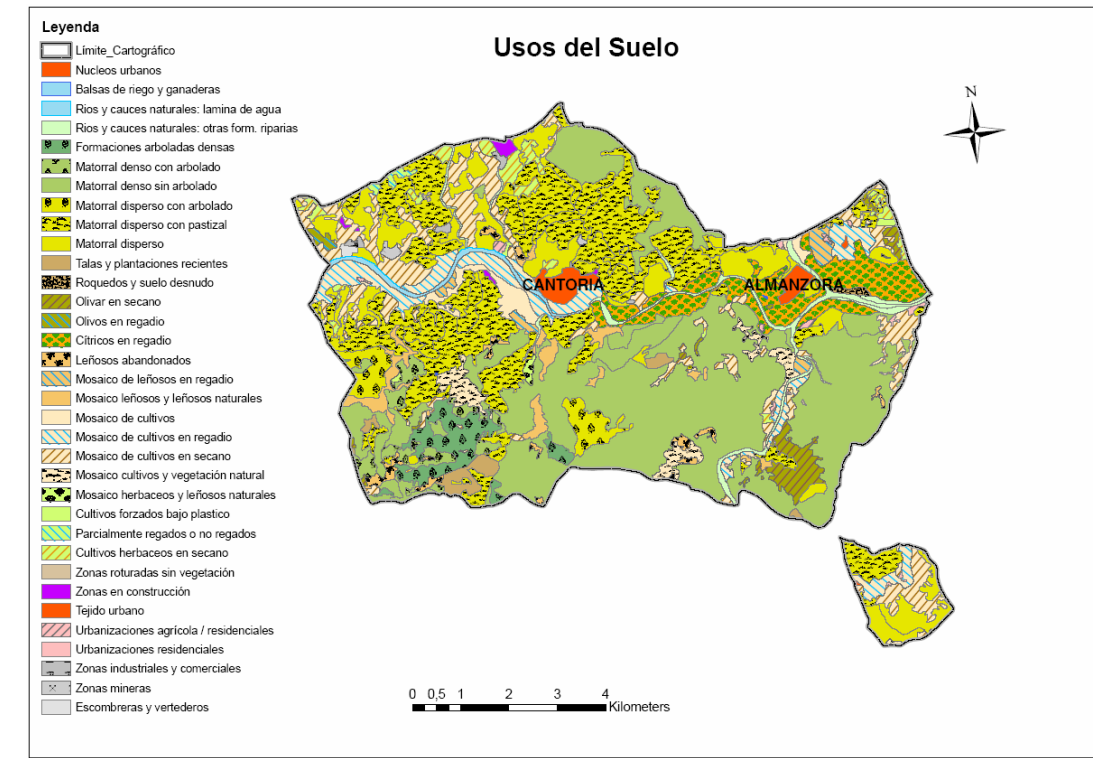 Leyenda
Límite_Cartográfico
Nucleos urbanos
Balsas de riego y ganaderas
Rios y cauces naturales: lamina de agua
Rios y cauces naturales: otras form. riparias
Formaciones arboladas densas
Matorral denso con arbolado
Matorral denso sin arbolado
Matorral disperso con arbolado
Matorral disperso con pastizal
Matorral disperso
Talas y plantaciones recientes
Roquedos y suelo desnudo
Olivar en secano
Olivos en regadio
Cítricos en regadio
Leñosos abandonados
Mosaico de leñosos en regadio
Mosaico leñosos y leñosos naturales
Mosaico de cultivos
Mosaico de cultivos en regadio
Mosaico de cultivos en secano
Mosaico cultivos y vegetación natural
Mosaico herbaceos y leñosos naturales
Cultivos forzados bajo plastico
Parcialmente regados o no regados
Cultivos herbaceos en secano
Zonas roturadas sin vegetación
Zonas en construcción
Tejido urbano
Urbanizaciones agrícola / residenciales
Urbanizaciones residenciales
Zonas industriales y comerciales
Zonas mineras
Escombreras y vertederos
Usos del Suelo
N
CANTORIA
ALMANZORA
0 0,5 1 2 3 4
Kilometers